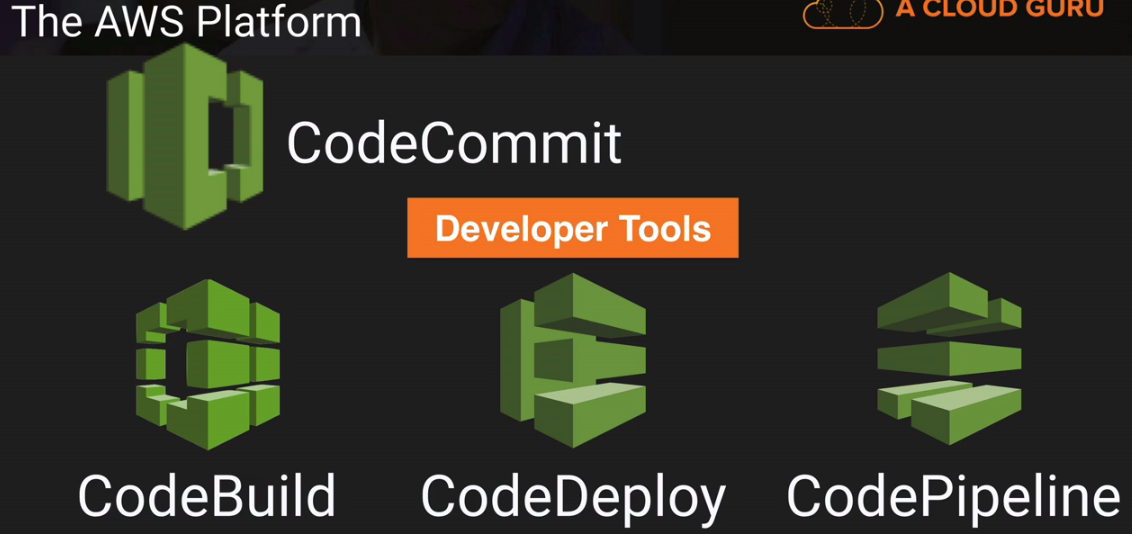 The AWS Platform
A CLOUD GURU
CodeCommit
Developer Tools
CodeBuild
CodeDeploy
CodePipeline